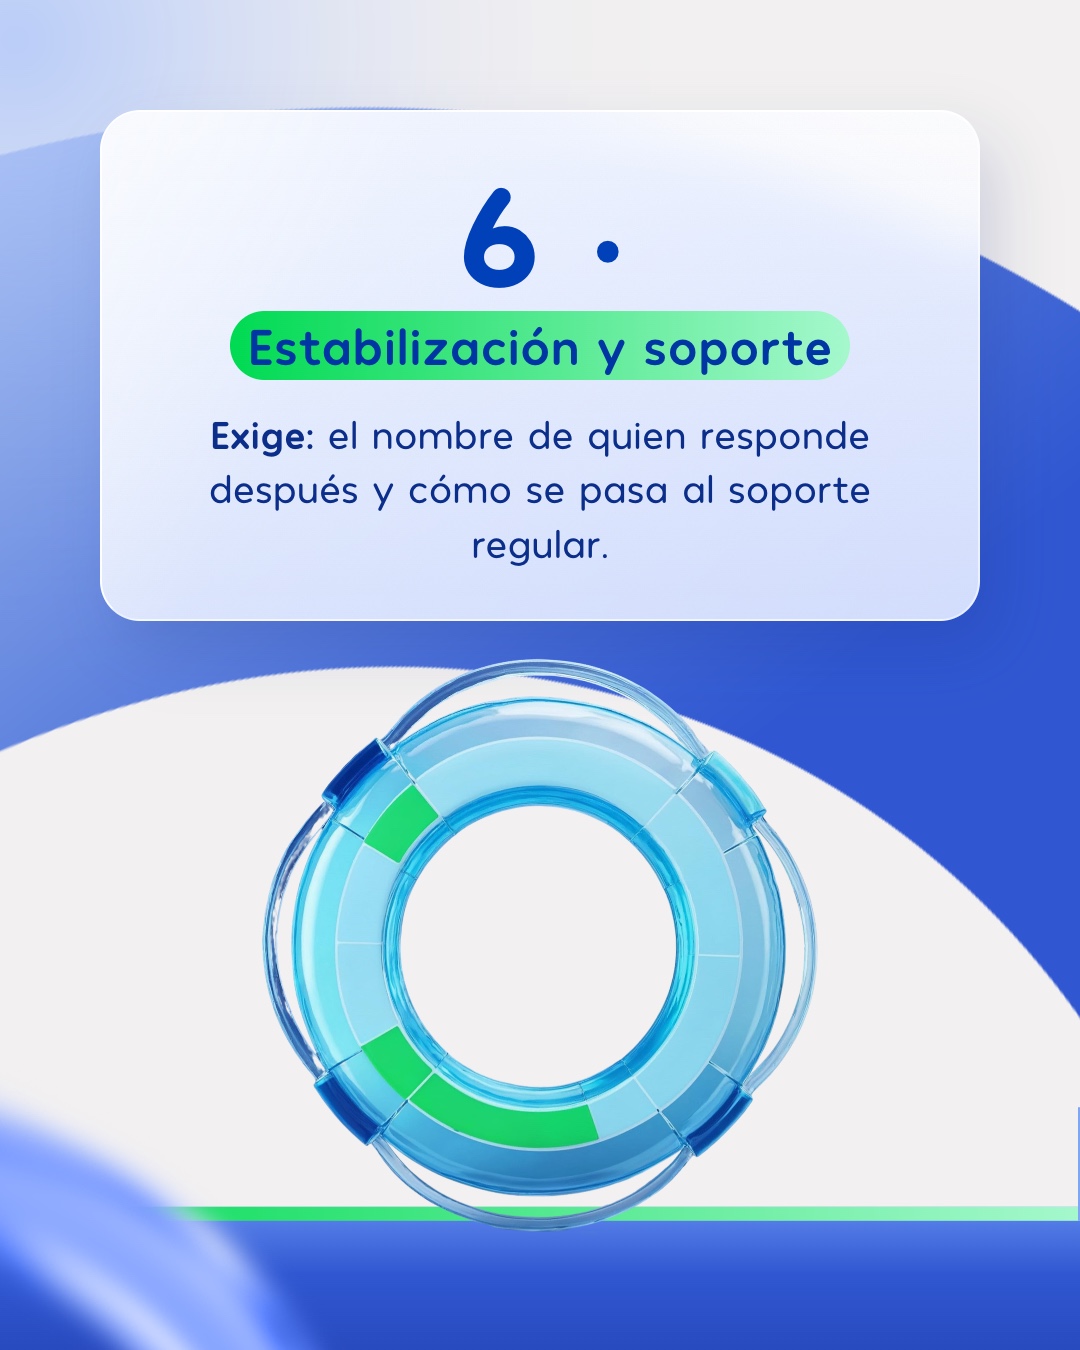 6 ·
Estabilización y soporte
Exige: el nombre de quien responde
después y cómo se pasa al soporte
regular.